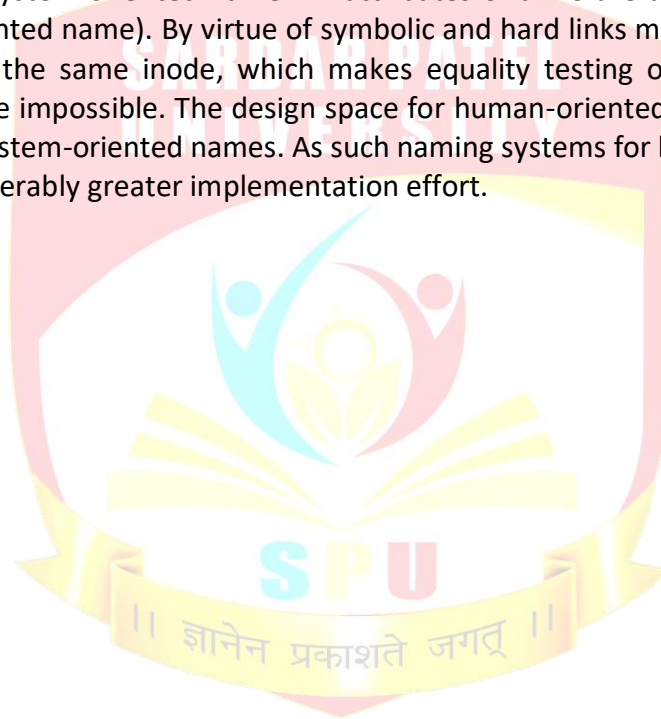 nted name). By virtue of symbolic and hard links m
the same inode, which makes equality testing o
e impossible. The design space for human-oriented
stem-oriented names. As such naming systems for
erably greater implementation effort.
SARDAR PATEL
UNIVERSITY
SPU
|| ज्ञानेन प्रकाशते जगत् ||